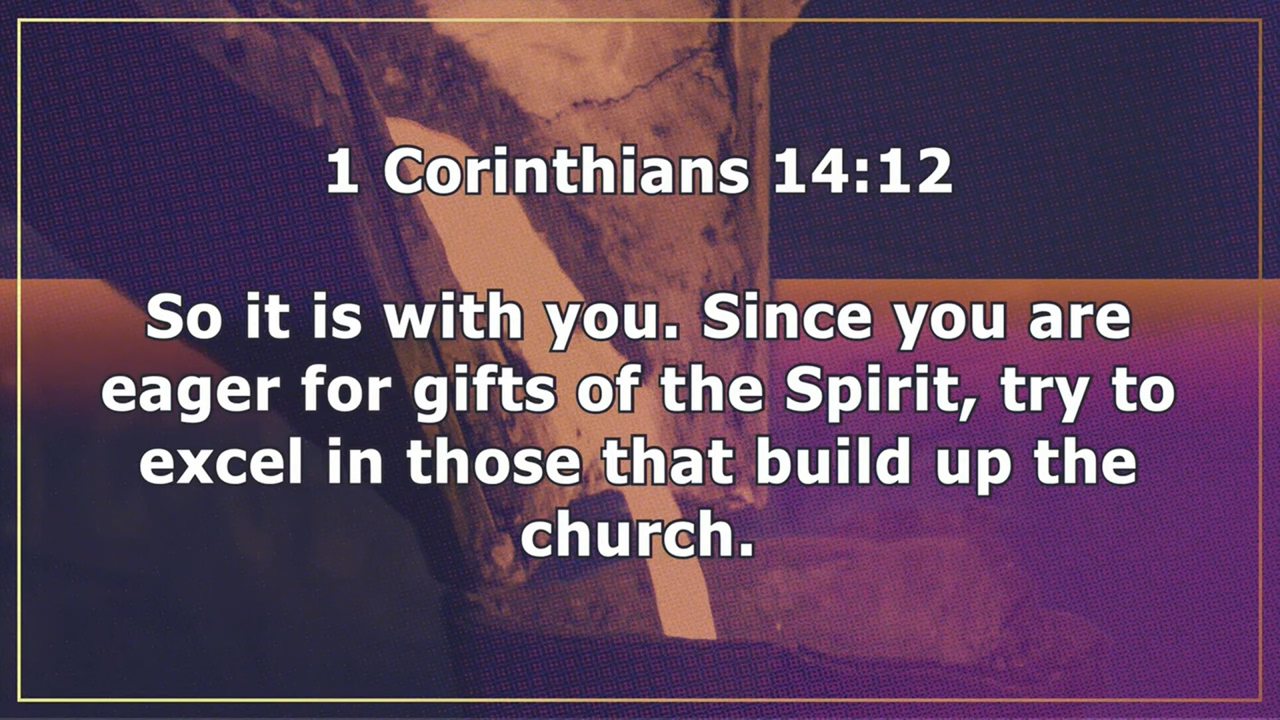 1 Corinthians 14:12
So it is with you. Since you are
eager for gifts of the Spirit, try to
excel in those that build up the
church.